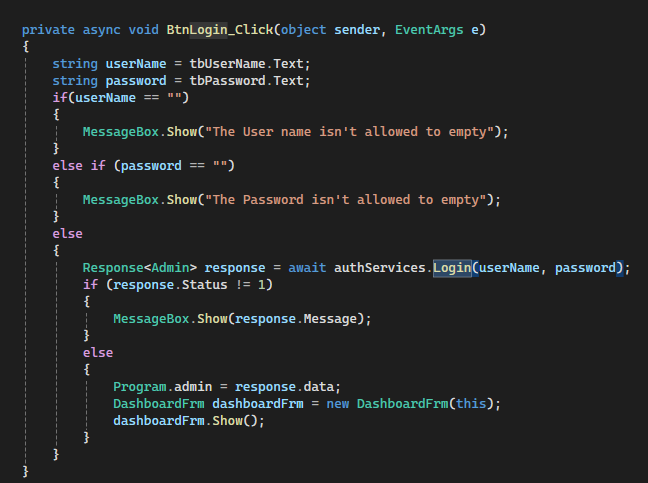 private async void BtnLogin_Click(object sender, EventArgs e)
{
    string userName = tbUserName.Text;
    string password = tbPassword.Text;
    if(userName == "")
    {
        MessageBox.Show("The User name isn't allowed to empty");
    }
    else if (password == "")
    {
        MessageBox.Show("The Password isn't allowed to empty");
    }
    else
    {
        Response<Admin> response = await authServices.Login(userName, password);
        if (response.Status != 1)
        {
            MessageBox.Show(response.Message);
        }
        else
        {
            Program.admin = response.data;
            DashboardFrm dashboardFrm = new DashboardFrm(this);
            dashboardFrm.Show();
        }
    }
}